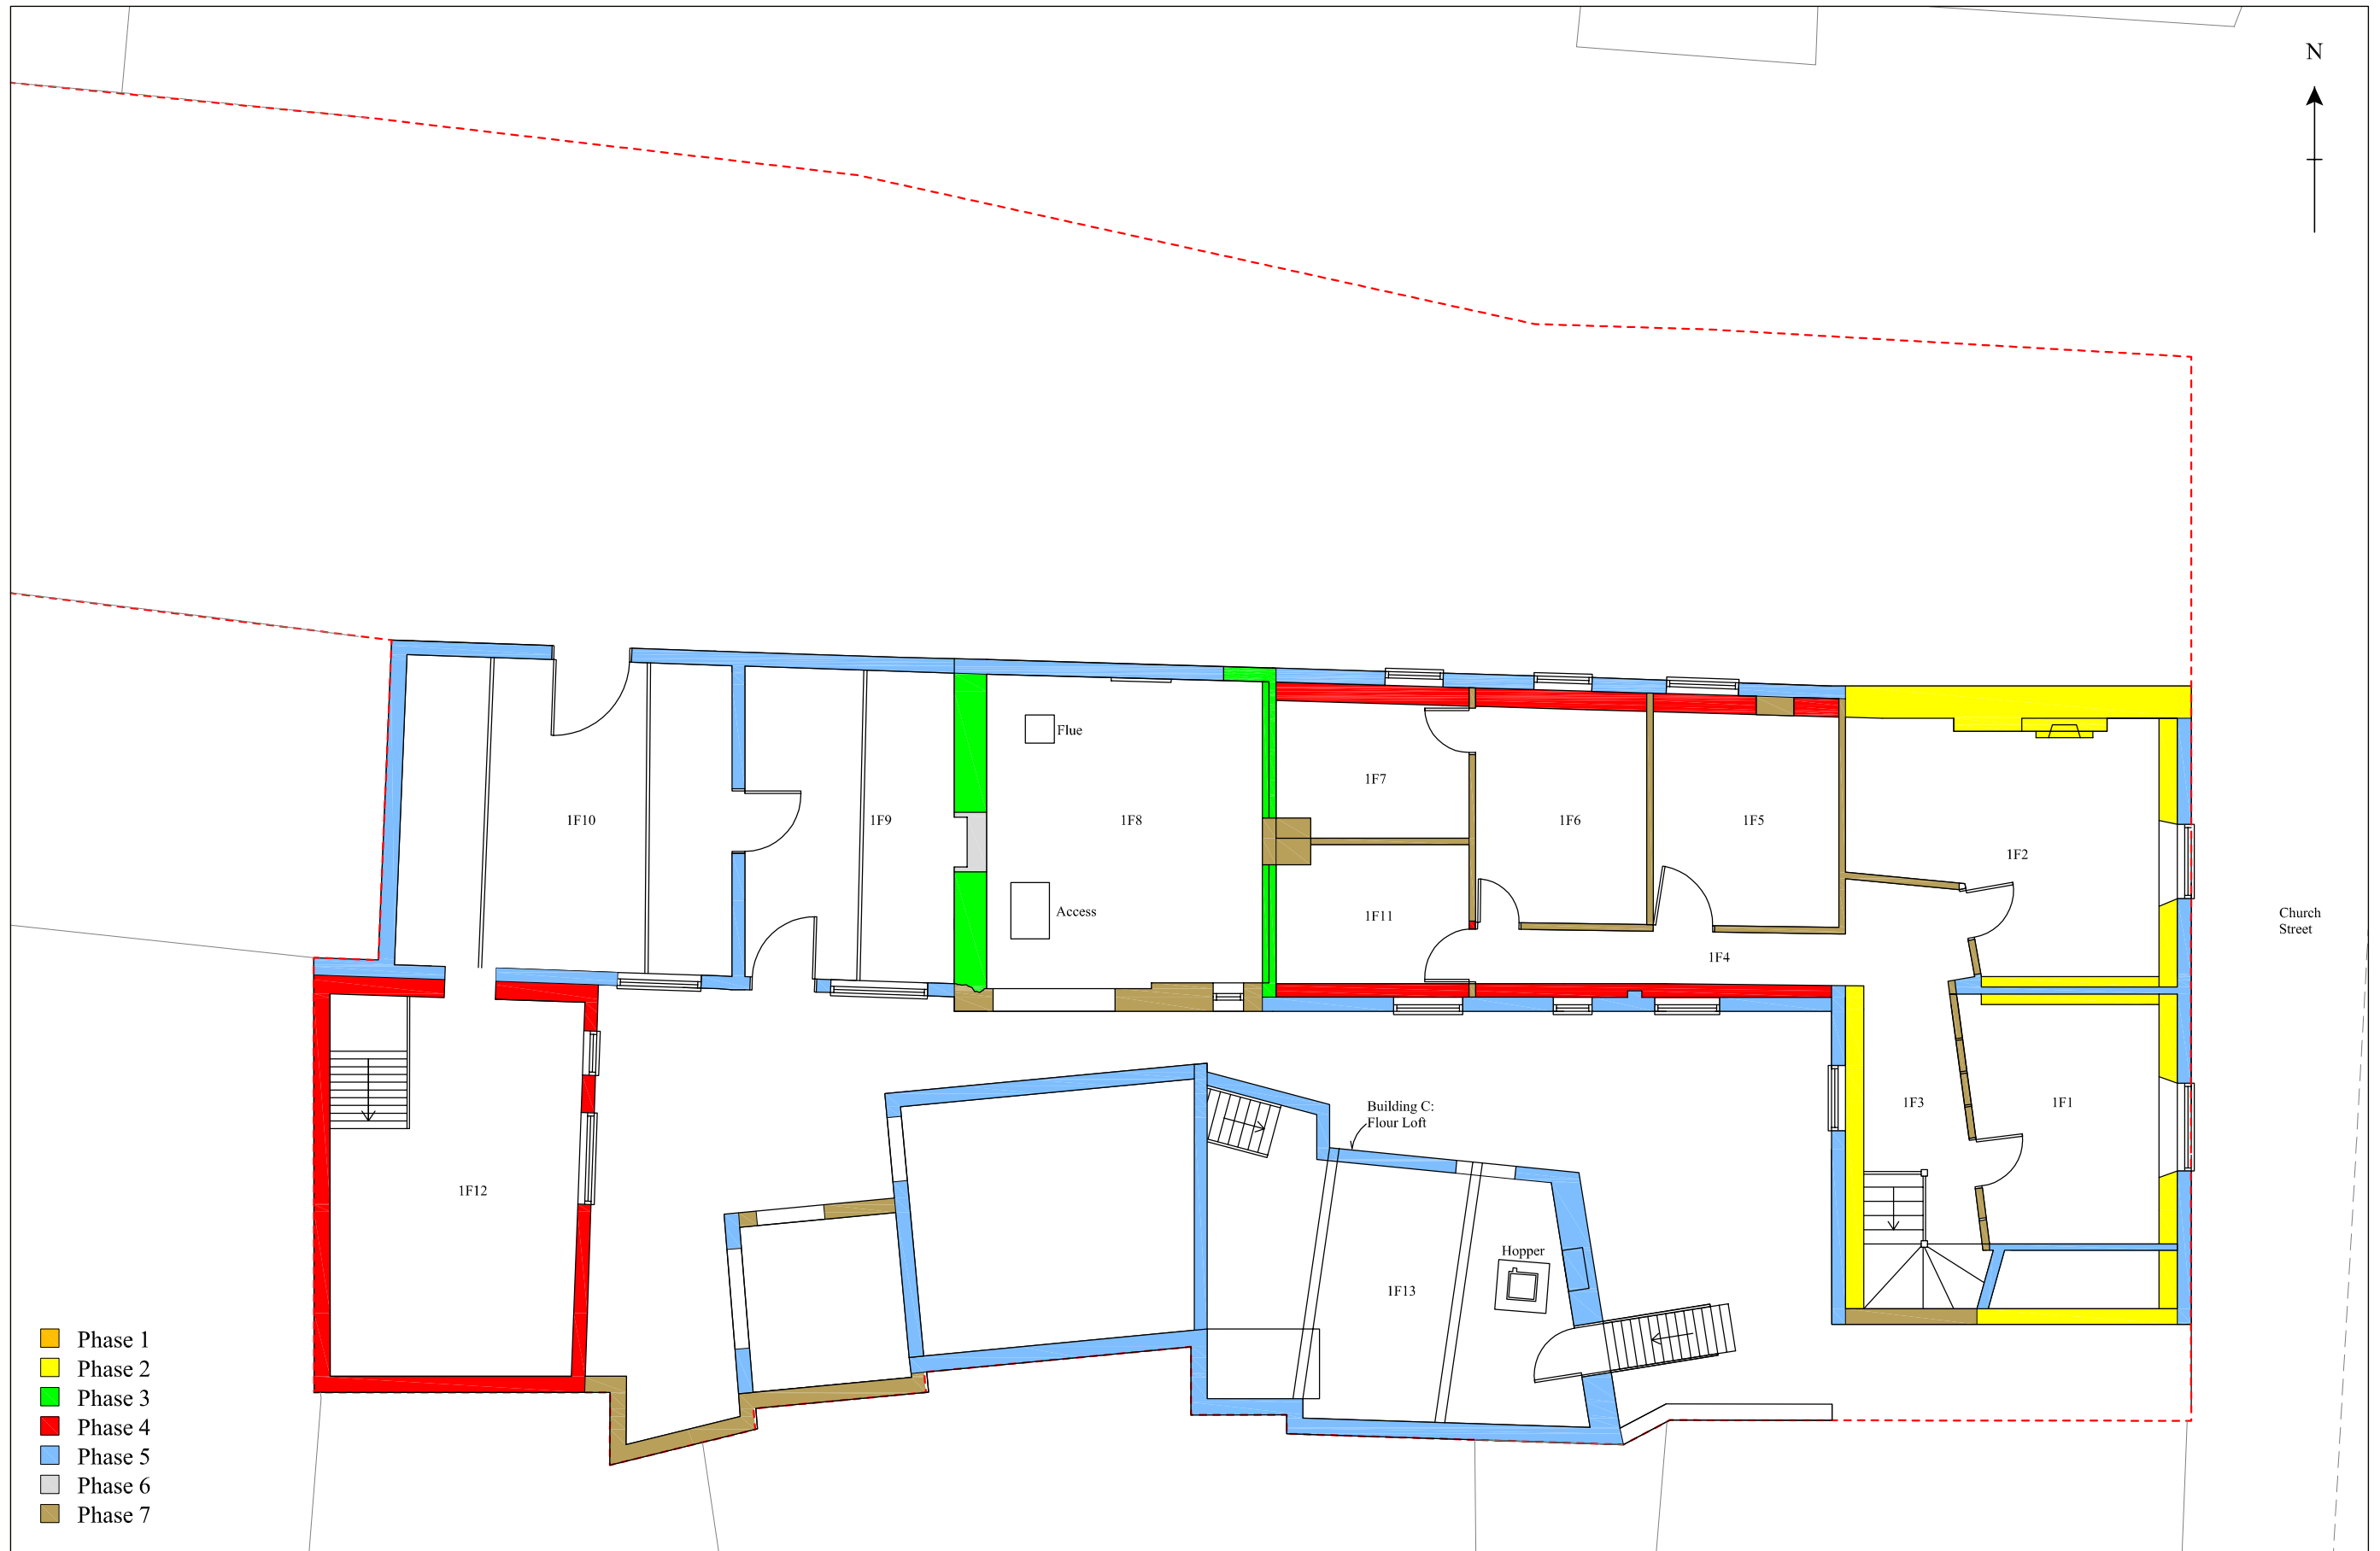 N
Flue
1F7
1F10
1F9
1F8
1F6
1F5
1F2
Access
1F11
Church
Street
1F4
Building C:
Flour Loft
1F3
1F1
1F12
Hopper
1F13
Phase 1
Phase 2
Phase 3
Phase 4
Phase 5
Phase 6
Phase 7